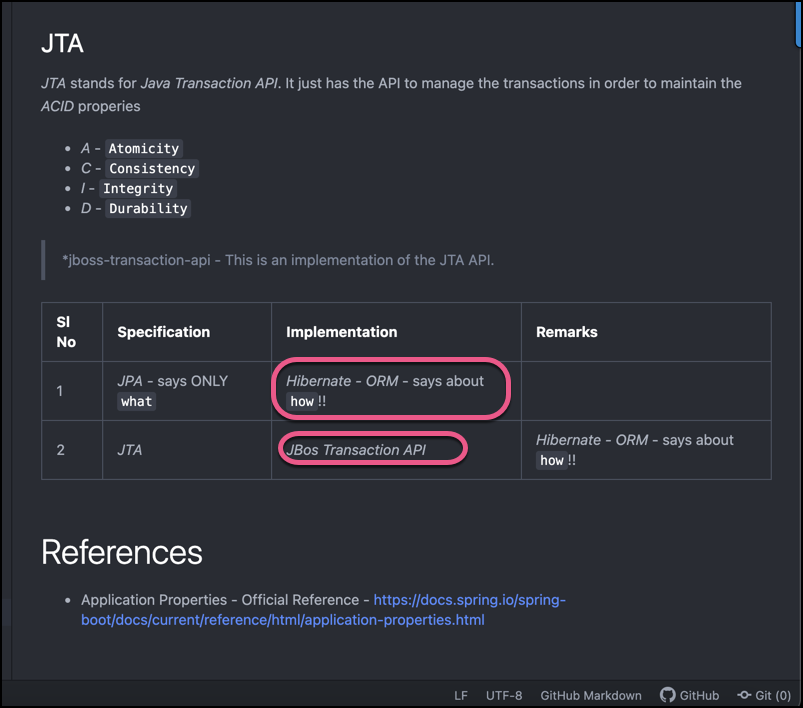 JTA
JTA stands for Java Transaction API. It just has the API to manage the transactions in order to maintain the
ACID properies
• A - Atomicity
• C - Consistency
• I - Integrity
• D - Durability
*jboss-transaction-api - This is an implementation of the JTA API.
Sl
No
Specification
Implementation
Remarks
1
JPA - says ONLY
what
Hibernate - ORM - says about
how !!
2
JTA
JBos Transaction API
Hibernate - ORM - says about
how !!
References
• Application Properties - Official Reference - https://docs.spring.io/spring-
boot/docs/current/reference/html/application-properties.html
LF UTF-8 GitHub Markdown GitHub Git (0)